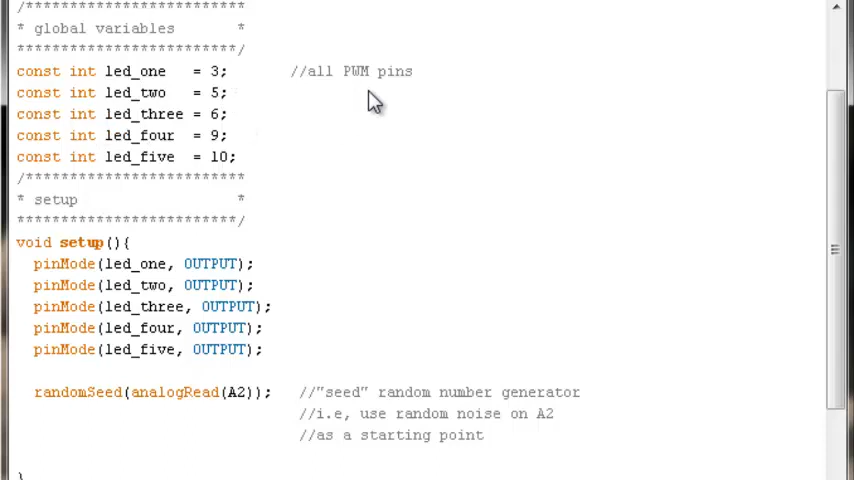 /*************************
* global variables *
*************************/
const int led_one = 3; //all PWM pins
const int led_two = 5;
const int led_three = 6;
const int led_four = 9;
const int led_five = 10;
/*************************
* setup *
*************************/
void setup(){
pinMode(led_one, OUTPUT);
pinMode(led_two, OUTPUT);
pinMode(led_three, OUTPUT);
pinMode(led_four, OUTPUT);
pinMode(led_five, OUTPUT);
randomSeed(analogRead(A2)); //"seed" random number generator
//i.e, use random noise on A2
//as a starting point
}